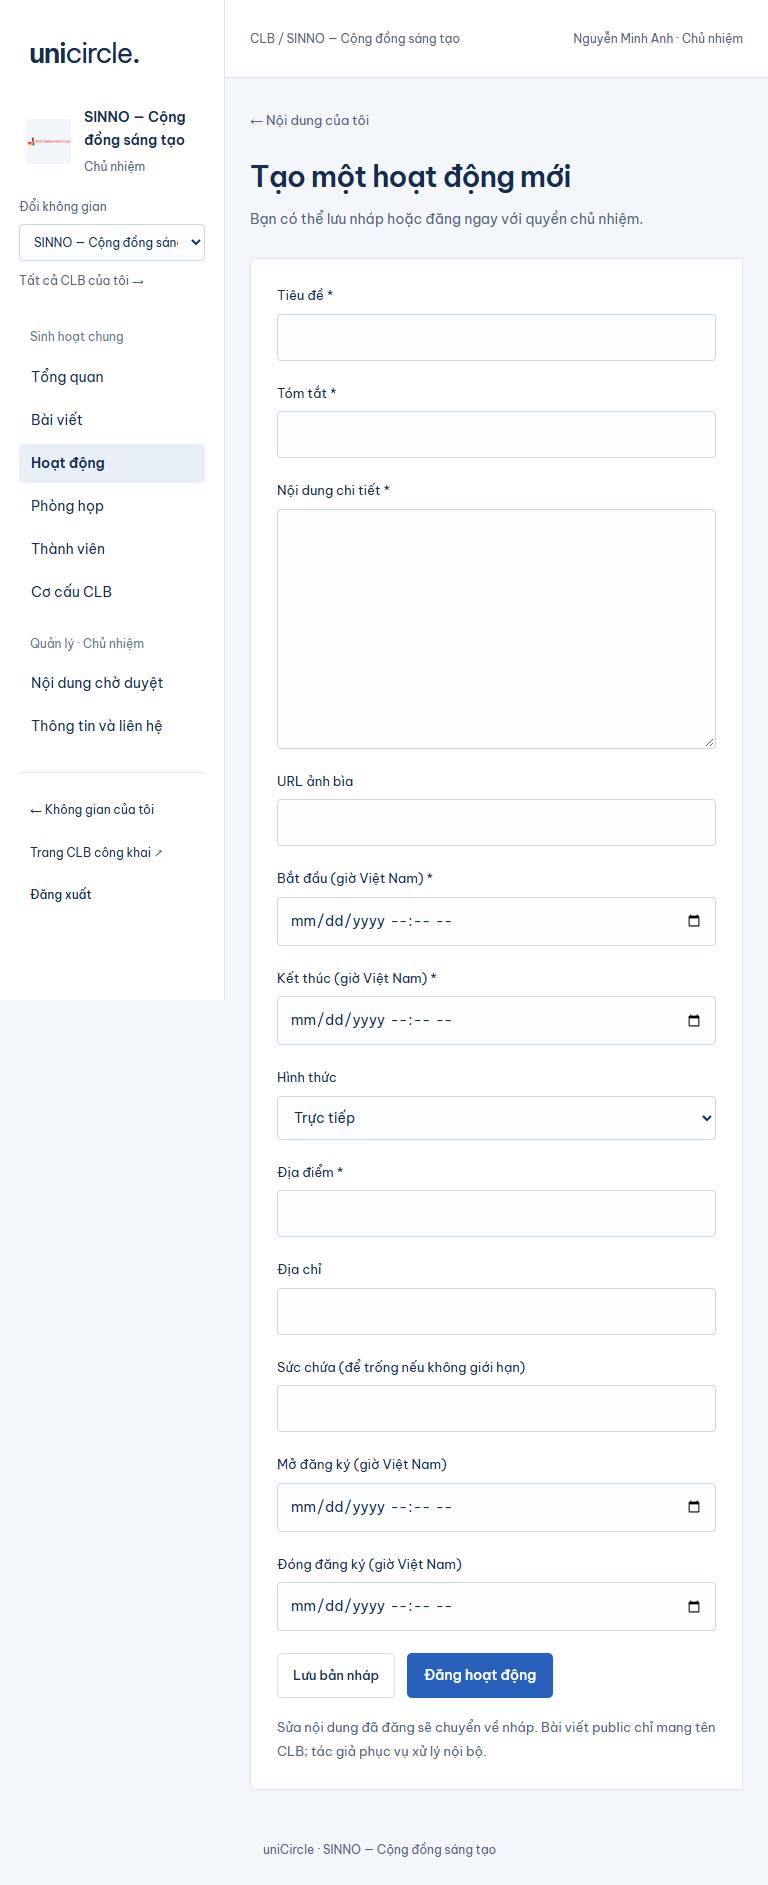 unicircle.
SINNO — Cộng
đồng sáng tạo
Chủ nhiệm
Đổi không gian
SINNO — Cộng đồng sán
Tất cả CLB của tôi →
Sinh hoạt chung
Tổng quan
Bài viết
Hoạt động
Phòng họp
Thành viên
Cơ cấu CLB
Quản lý · Chủ nhiệm
Nội dung chờ duyệt
Thông tin và liên hệ
← Không gian của tôi
Trang CLB công khai ↗
Đăng xuất
CLB / SINNO — Cộng đồng sáng tạo
Nguyễn Minh Anh · Chủ nhiệm
← Nội dung của tôi
Tạo một hoạt động mới
Bạn có thể lưu nháp hoặc đăng ngay với quyền chủ nhiệm.
Tiêu đề *
Tóm tắt *
Nội dung chi tiết *
URL ảnh bìa
Bắt đầu (giờ Việt Nam) *
mm/dd/yyyy --:-- --
Kết thúc (giờ Việt Nam) *
mm/dd/yyyy --:-- --
Hình thức
Trực tiếp
Địa điểm *
Địa chỉ
Sức chứa (để trống nếu không giới hạn)
Mở đăng ký (giờ Việt Nam)
mm/dd/yyyy --:-- --
Đóng đăng ký (giờ Việt Nam)
mm/dd/yyyy --:-- --
Lưu bản nháp
Đăng hoạt động
Sửa nội dung đã đăng sẽ chuyển về nháp. Bài viết public chỉ mang tên
CLB; tác giả phục vụ xử lý nội bộ.
uniCircle · SINNO — Cộng đồng sáng tạo